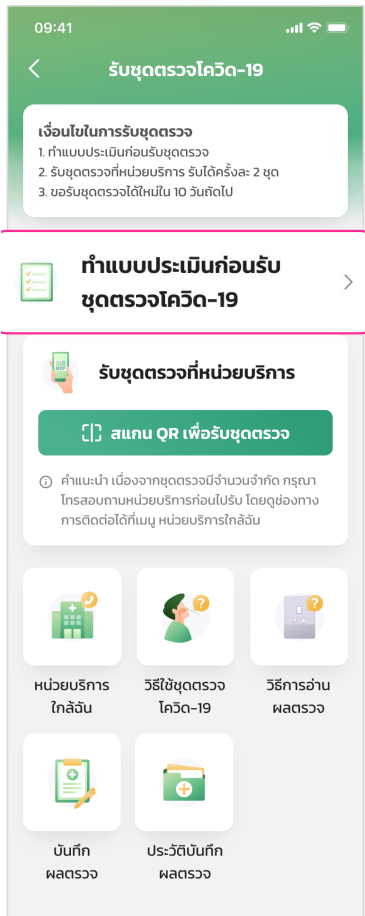 09:41
รับชุดตรวจโควิด-19
เงื่อนไขในการรับชุดตรวจ
1. ทำแบบประเมินก่อนรับชุดตรวจ
2. รับชุดตรวจที่หน่วยบริการ รับได้ครั้งละ 2 ชุด
3. ขอรับชุดตรวจได้ใหม่ใน 10 วันถัดไป
ทำแบบประเมินก่อนรับ
ชุดตรวจโควิด-19
รับชุดตรวจที่หน่วยบริการ
สแกน QR เพื่อรับชุดตรวจ
คำแนะนำ เนื่องจากชุดตรวจมีจำนวนจำกัด กรุณา
โทรสอบถามหน่วยบริการก่อนไปรับ โดยดูช่องทาง
การติดต่อได้ที่เมนู หน่วยบริการใกล้ฉัน
หน่วยบริการ
ใกล้ฉัน
วิธีใช้ชุดตรวจ
โควิด-19
วิธีการอ่าน
ผลตรวจ
บันทึก
ผลตรวจ
ประวัติบันทึก
ผลตรวจ